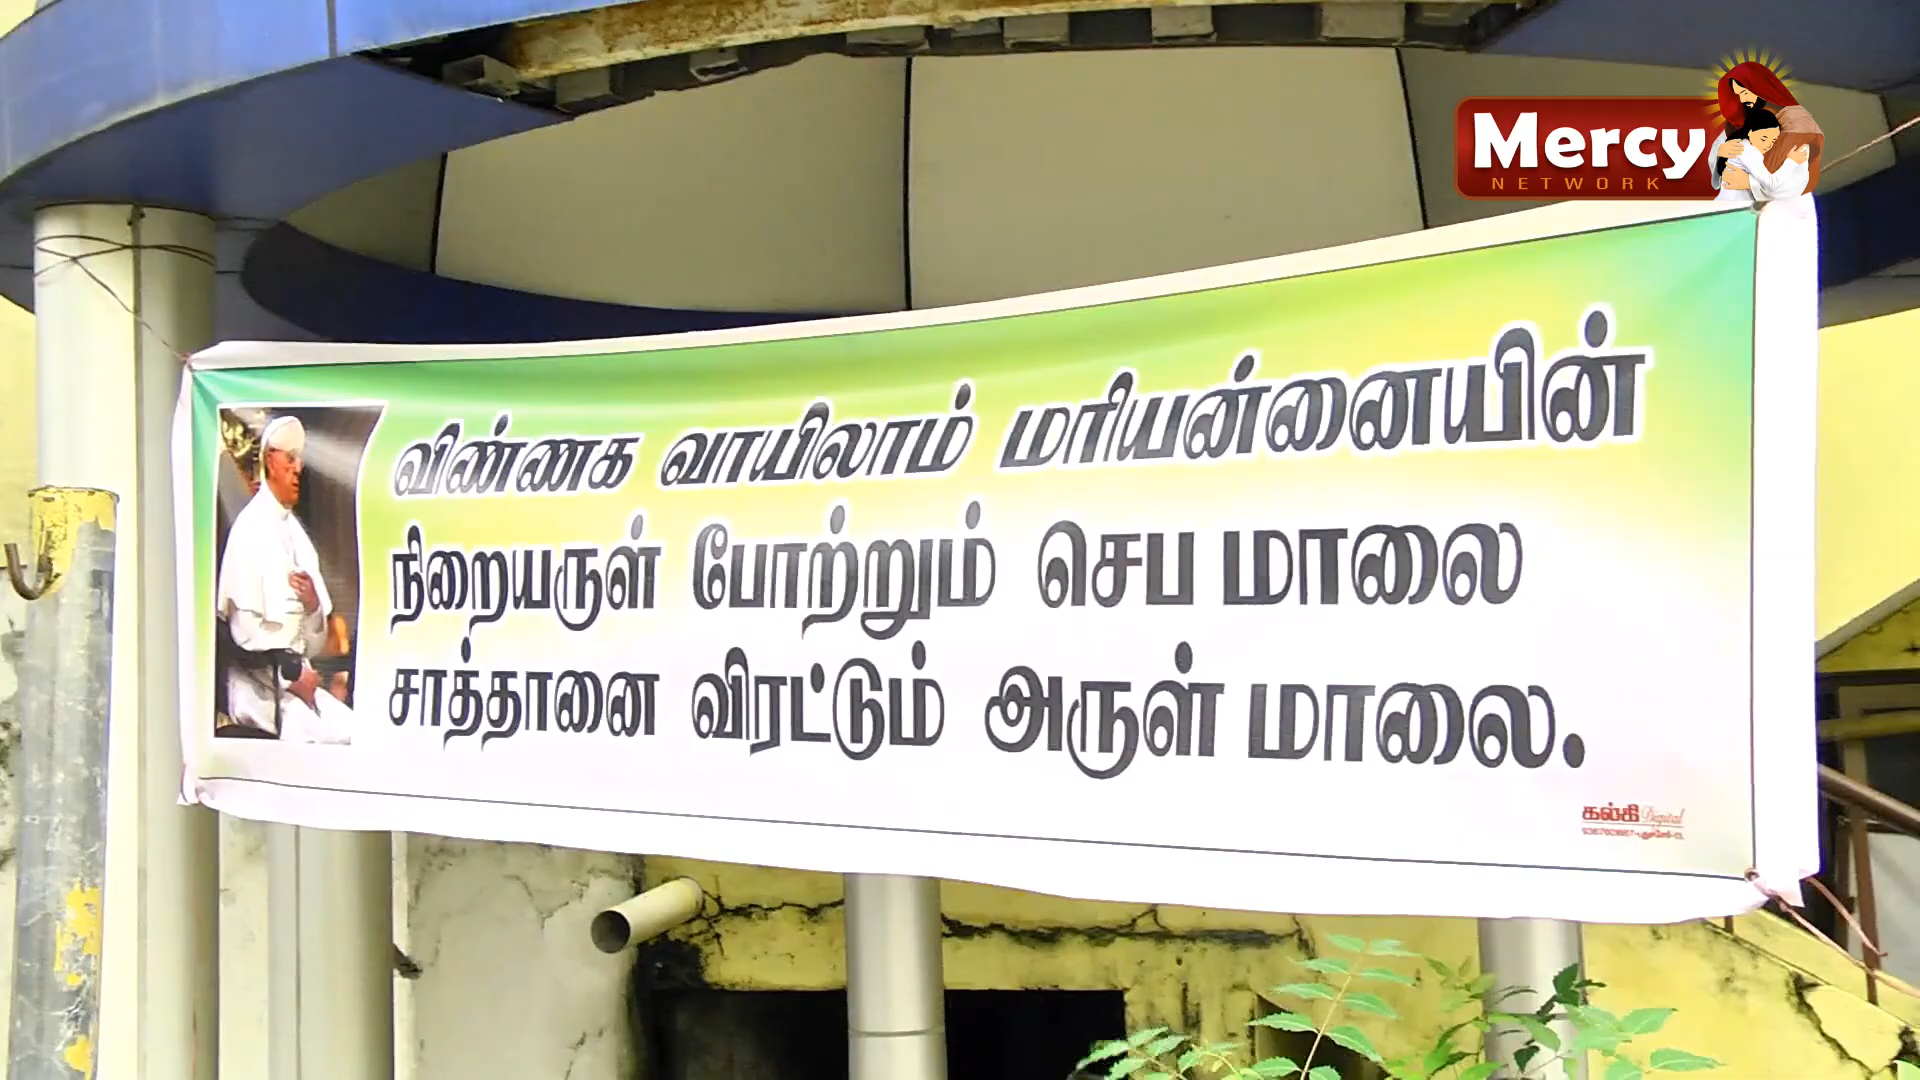 Mercy
NETWORK
விண்ணக வாயிலாம் மரியன்னையின்
நிறையருள் போற்றும் செப மாலை
சாத்தானை விரட்டும் அருள் மாலை.
கல்கி Digital